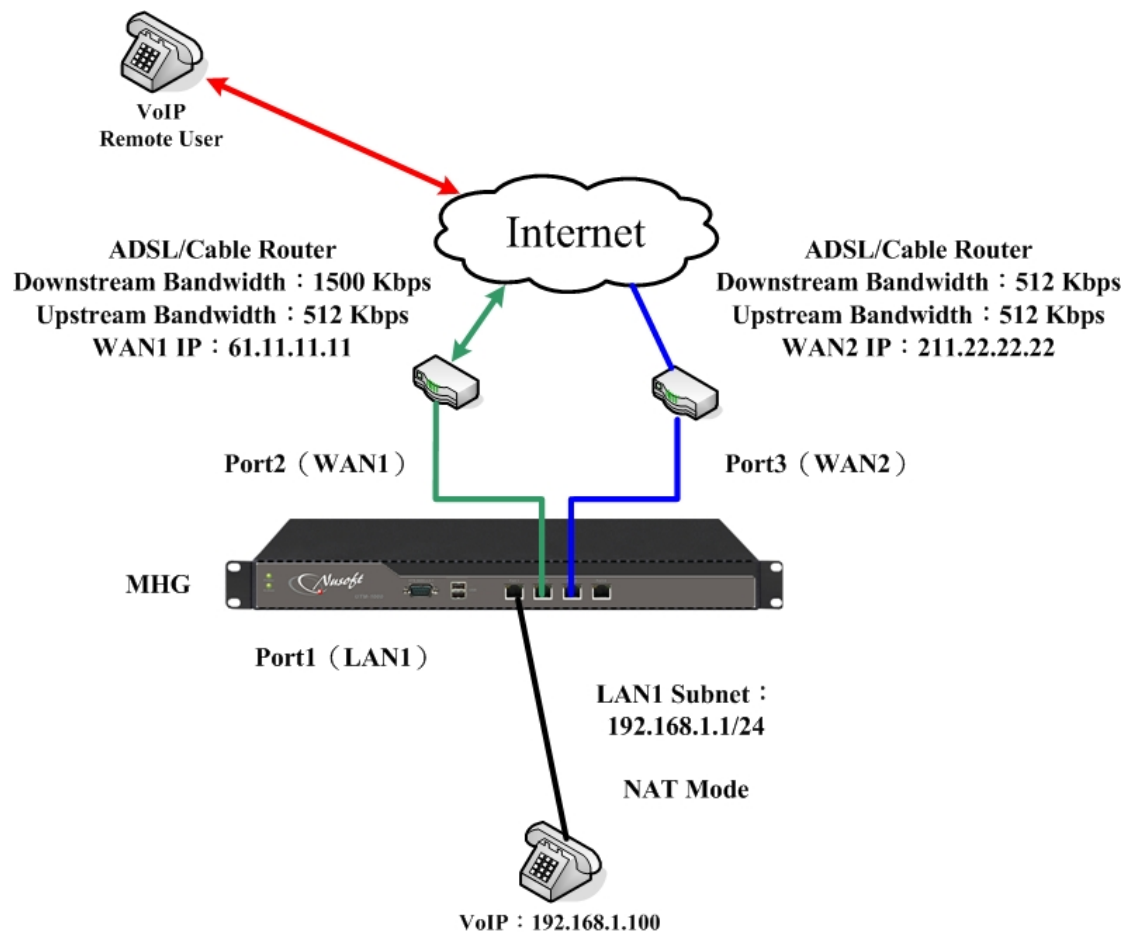 VoIP
Remote User
Internet
ADSL/Cable Router
Downstream Bandwidth：1500 Kbps
Upstream Bandwidth：512 Kbps
WAN1 IP：61.11.11.11
ADSL/Cable Router
Downstream Bandwidth：512 Kbps
Upstream Bandwidth：512 Kbps
WAN2 IP：211.22.22.22
Port2（WAN1）
Port3（WAN2）
MHG
Nusoft
Port1（LAN1）
LAN1 Subnet：
192.168.1.1/24
NAT Mode
VoIP：192.168.1.100